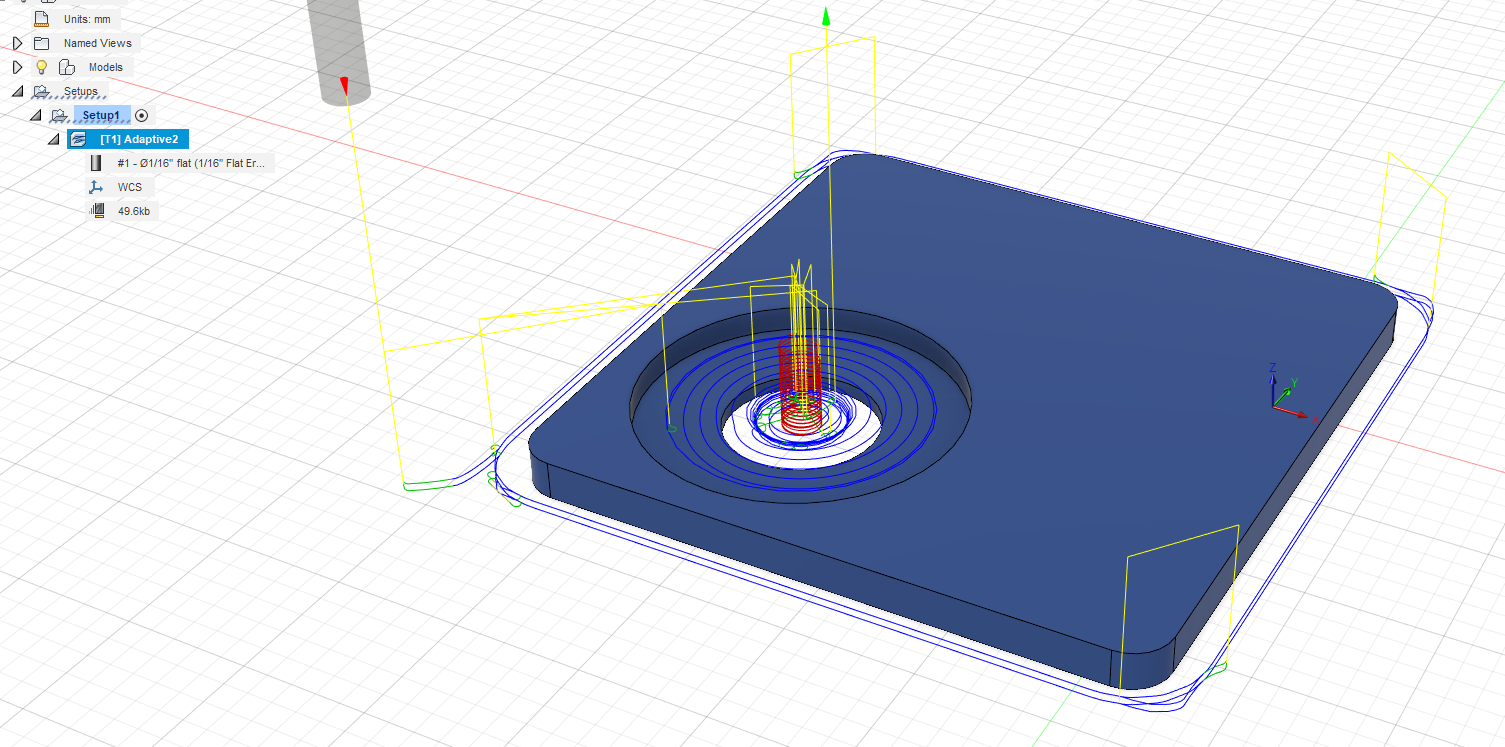 Units: mm
Named Views
Models
Setups
Setup1
[T1] Adaptive2
#1 - Ø1/16" flat (1/16" Flat Er...
WCS
49.6kb
Z
Y
X